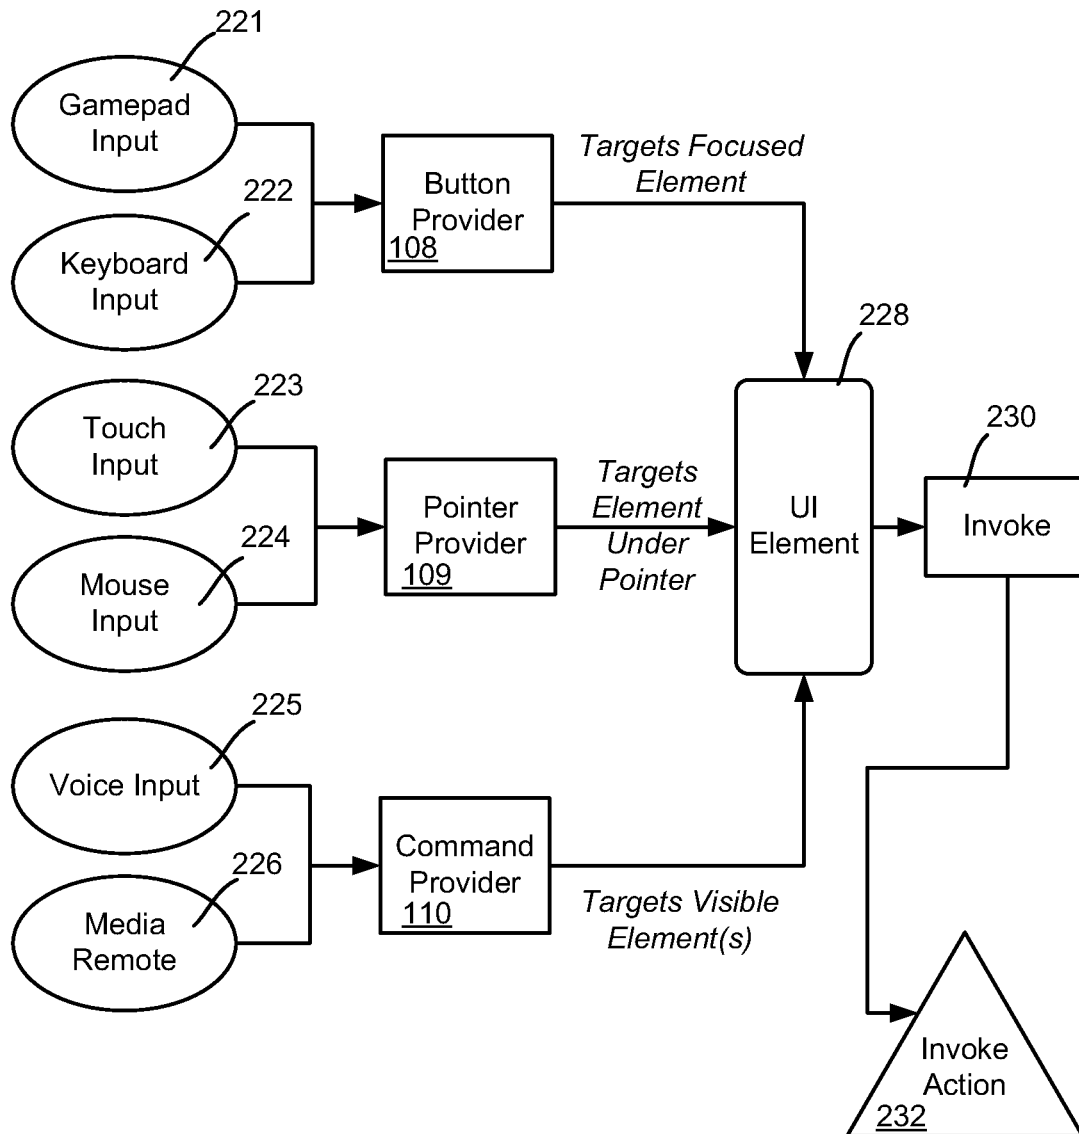 221
Gamepad
Input
222
Keyboard
Input
Button
Provider
108
Targets Focused
Element
228
223
Touch
Input
224
Mouse
Input
Pointer
Provider
109
Targets
Element
Under
Pointer
UI
Element
230
Invoke
225
Voice Input
226
Media
Remote
Command
Provider
110
Targets Visible
Element(s)
Invoke
Action
232